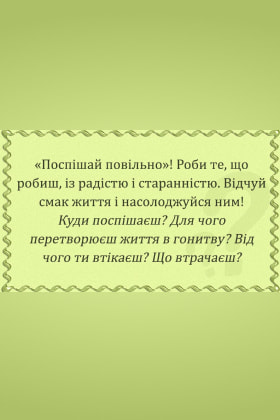 «Поспішай повільно»! Роби те, що
робиш, із радістю і старанністю. Відчуй
смак життя і насолоджуйся ним!
Куди поспішаєш? Для чого
перетворюєш життя в гонитву? Від
чого ти втікаєш? Що втрачаєш?